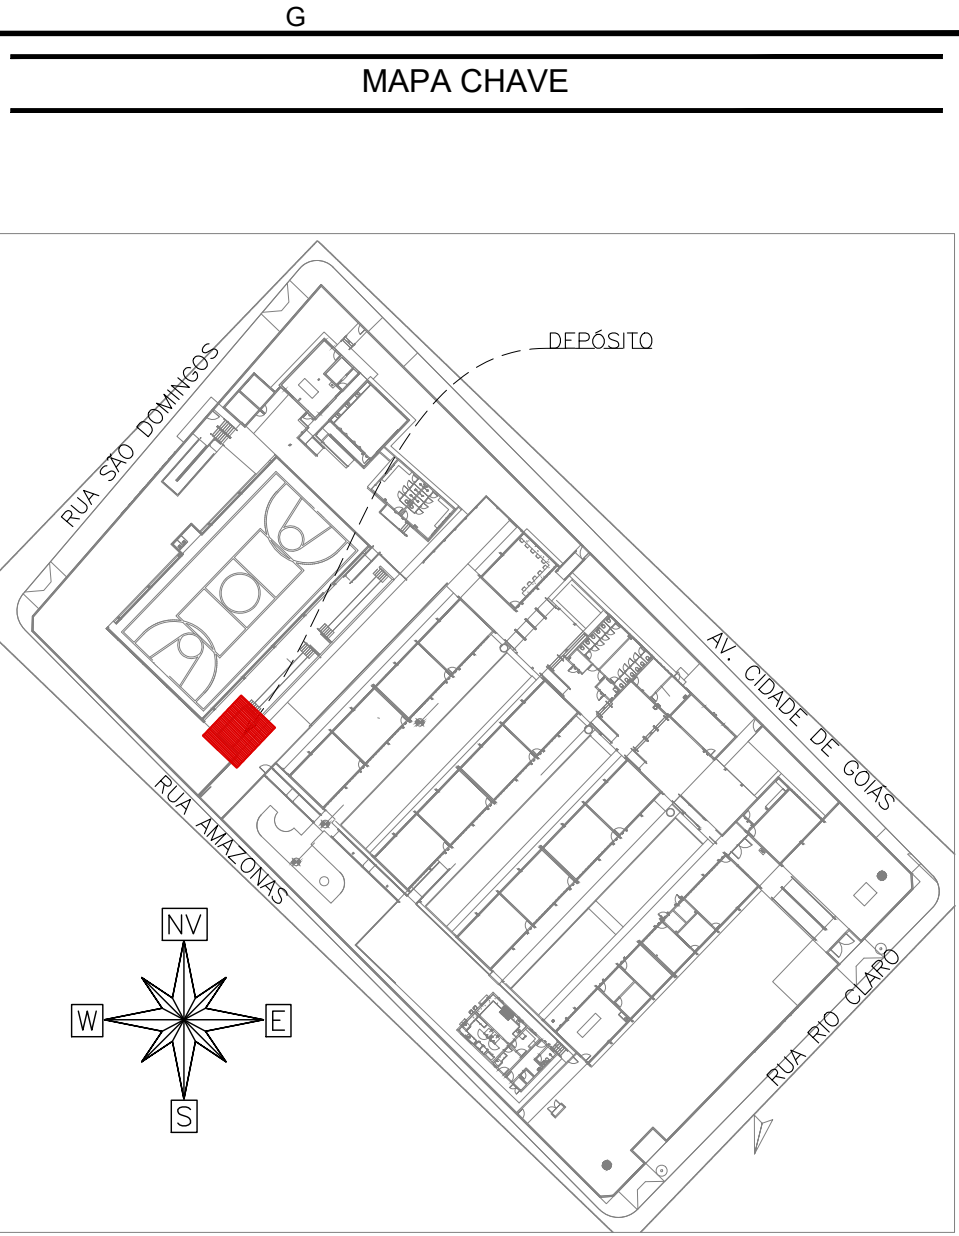 G
MAPA CHAVE
DEPÓSITO
RUA SÃO DOMINGOS
AV. CIDADE DE GOIÁS
RUA AMAZONAS
NV
W
E
S
RUA RIO CLARO